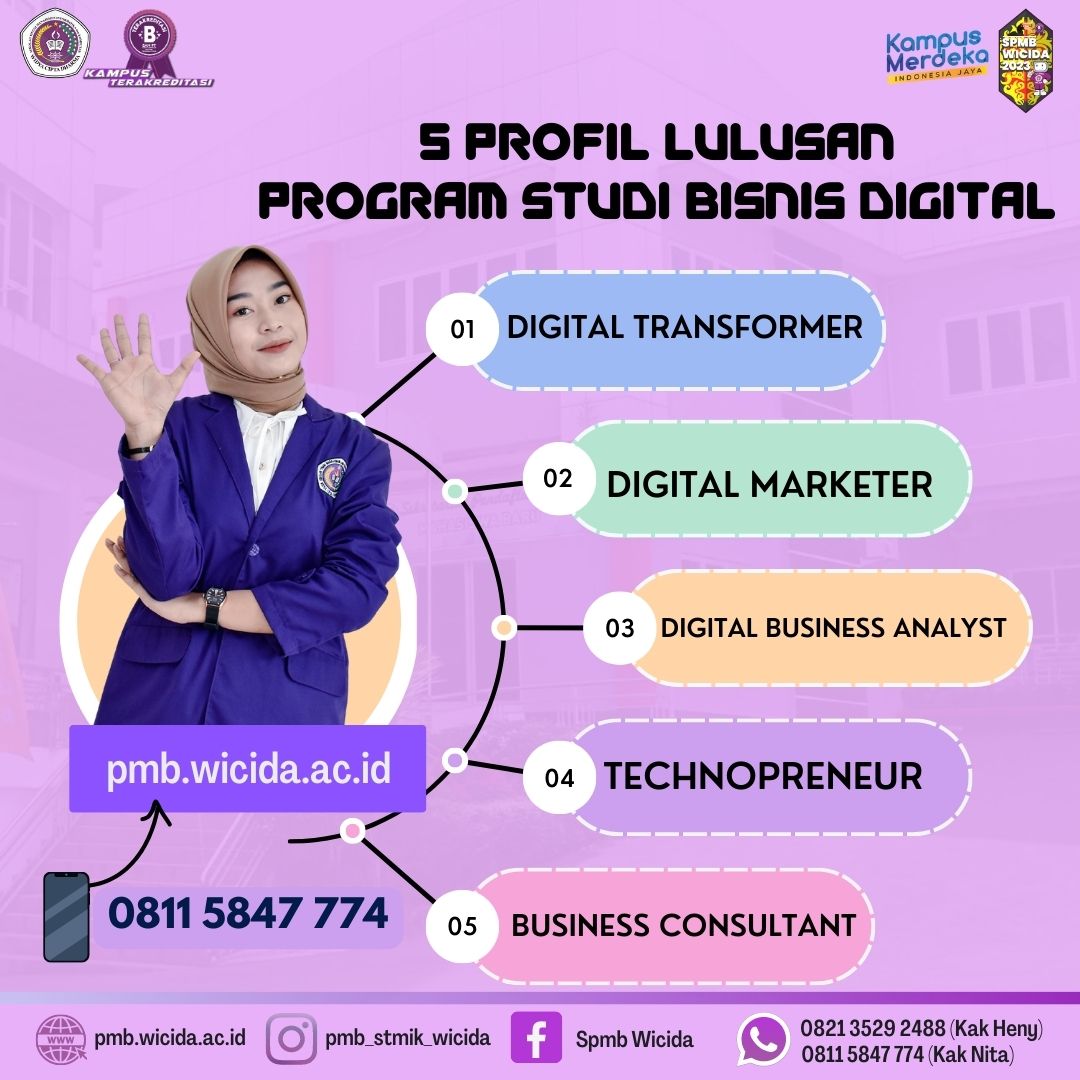 TERAKREDITASI
B
KAMPUS
TERAKREDITASI
Kampus
Merdeka
INDONESIA JAYA
SPMB
WICIDA
2023
5 PROFIL LULUSAN
PROGRAM STUDI BISNIS DIGITAL
01 DIGITAL TRANSFORMER
02 DIGITAL MARKETER
03 DIGITAL BUSINESS ANALYST
04 TECHNOPRENEUR
05 BUSINESS CONSULTANT
pmb.wicida.ac.id
0811 5847 774
pmb.wicida.ac.id
pmb_stmik_wicida
Spmb Wicida
0821 3529 2488 (Kak Heny)
0811 5847 774 (Kak Nita)